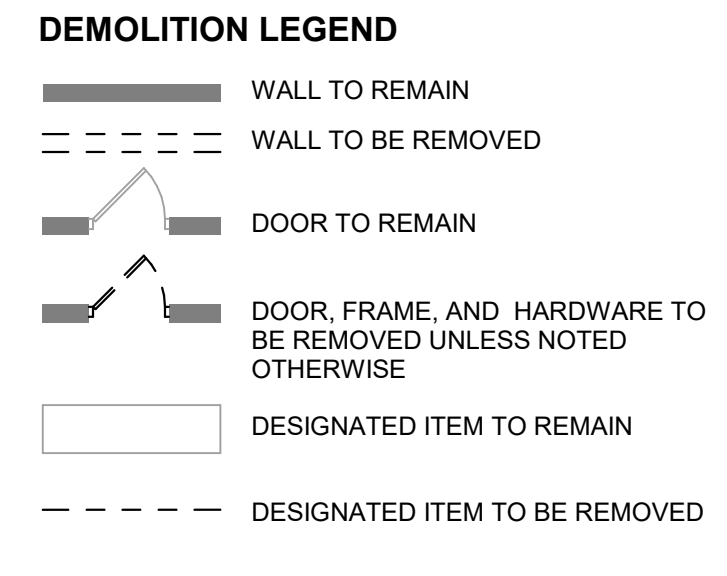 DEMOLITION LEGEND
WALL TO REMAIN
WALL TO BE REMOVED
DOOR TO REMAIN
DOOR, FRAME, AND HARDWARE TO
BE REMOVED UNLESS NOTED
OTHERWISE
DESIGNATED ITEM TO REMAIN
DESIGNATED ITEM TO BE REMOVED